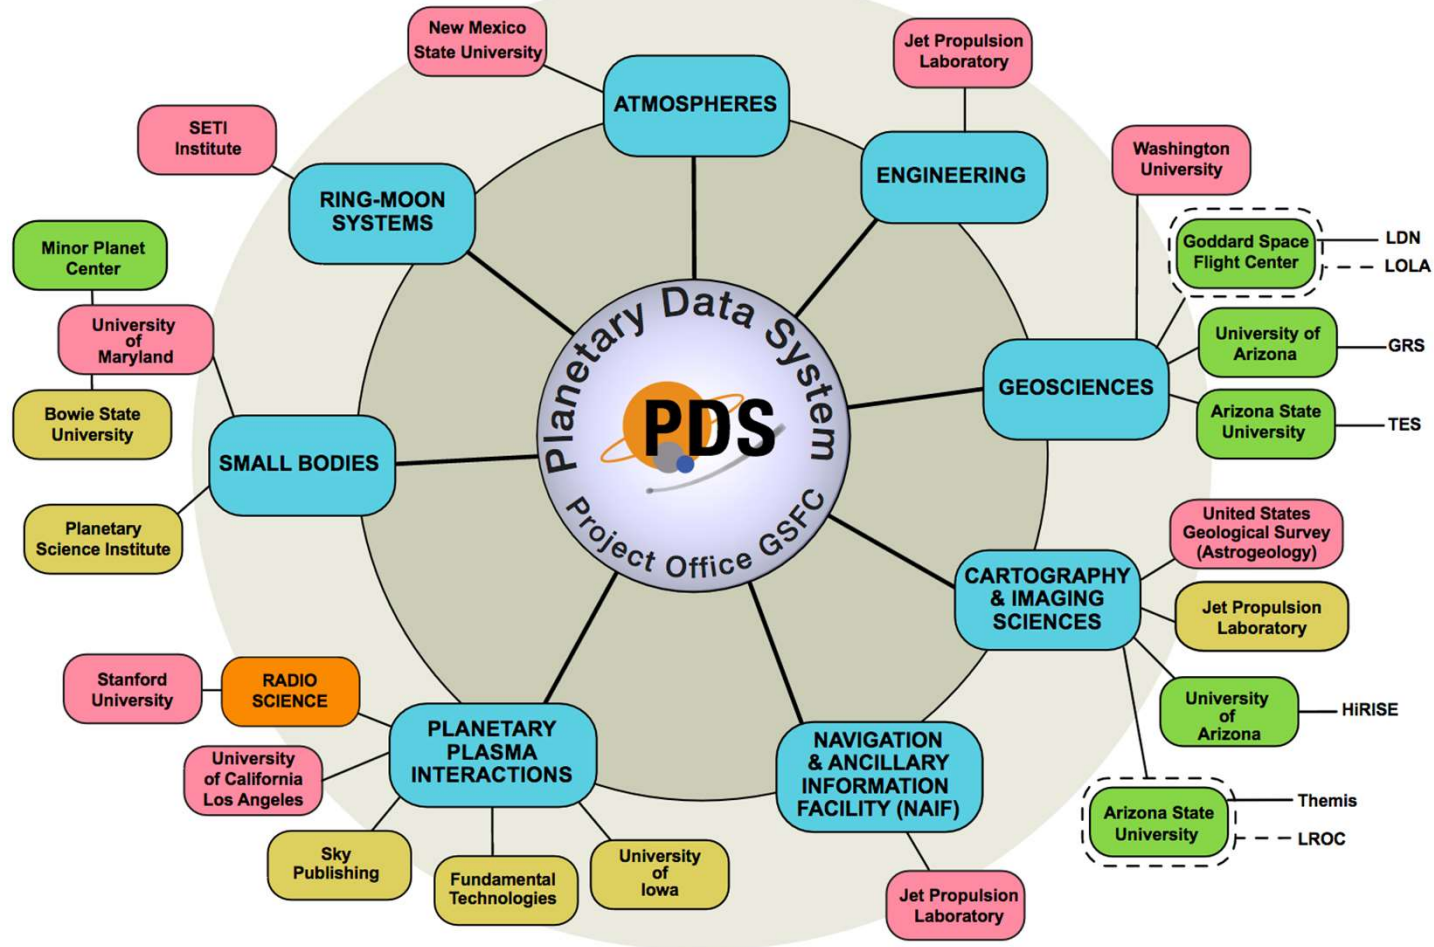 New Mexico
State University
Jet Propulsion
Laboratory
ATMOSPHERES
SETI
Institute
Washington
University
ENGINEERING
RING-MOON
SYSTEMS
Minor Planet
Center
Goddard Space
Flight Center
LDN
LOLA
University
of
Maryland
University of
Arizona
GRS
GEOSCIENCES
Bowie State
University
Arizona State
University
TES
Planetary Data System
PDS
Project Office GSFC
SMALL BODIES
Planetary
Science Institute
United States
Geological Survey
(Astrogeology)
CARTOGRAPHY
& IMAGING
SCIENCES
Jet Propulsion
Laboratory
Stanford
University
RADIO
SCIENCE
University
of
Arizona
HiRISE
PLANETARY
PLASMA
INTERACTIONS
NAVIGATION
& ANCILLARY
INFORMATION
FACILITY (NAIF)
University
of California
Los Angeles
Arizona State
University
Themis
LROC
Sky
Publishing
Fundamental
Technologies
University
of
Iowa
Jet Propulsion
Laboratory